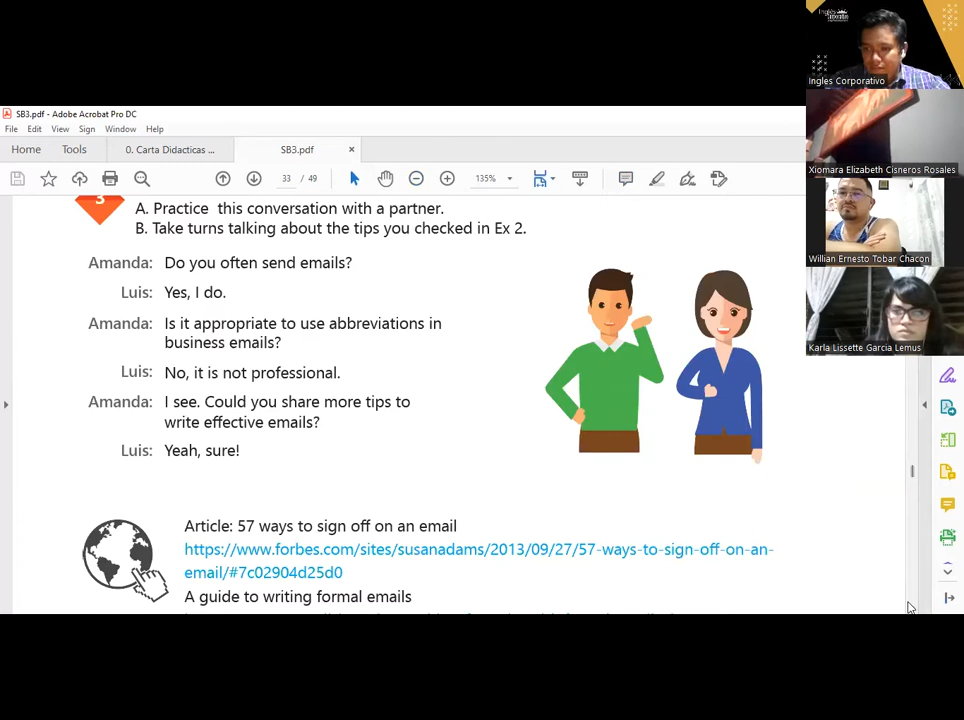 SB3.pdf - Adobe Acrobat Pro DC
File Edit View Sign Window Help
Home Tools 0. Carta Didacticas ... SB3.pdf ×
33 / 49 135%
3
A. Practice this conversation with a partner.
B. Take turns talking about the tips you checked in Ex 2.
Amanda: Do you often send emails?
Luis: Yes, I do.
Amanda: Is it appropriate to use abbreviations in
business emails?
Luis: No, it is not professional.
Amanda: I see. Could you share more tips to
write effective emails?
Luis: Yeah, sure!
Article: 57 ways to sign off on an email
https://www.forbes.com/sites/susanadams/2013/09/27/57-ways-to-sign-off-on-an-
email/#7c02904d25d0
A guide to writing formal emails
Inglés
Corporativo
Ingles Corporativo
Xiomara Elizabeth Cisneros Rosales
Willian Ernesto Tobar Chacon
Karla Lissette Garcia Lemus